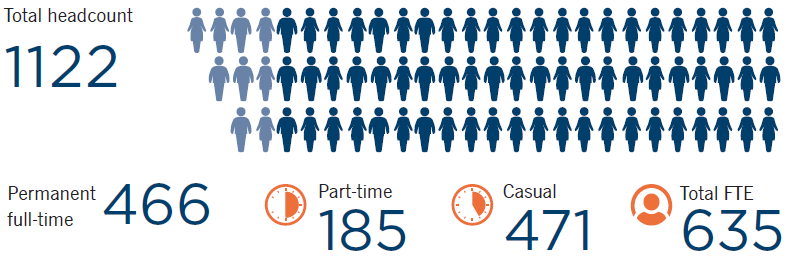 Total headcount
1122
Permanent
full-time
466
Part-time
185
Casual
471
Total FTE
635